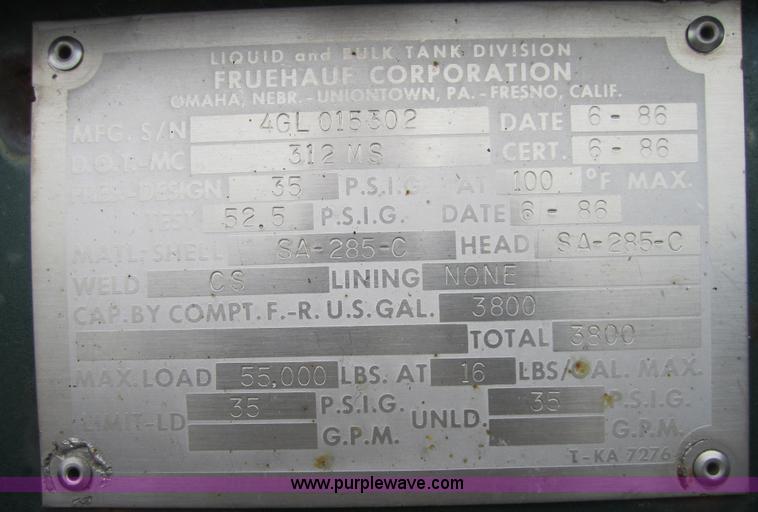 LIQUID and BULK TANK DIVISION
FRUEHAUF CORPORATION
OMAHA, NEBR. - UNIONTOWN, PA. - FRESNO, CALIF.
MFG. S/N 4GL 015302 DATE 6 - 86
D.O.T.-MC 312 MS CERT. 6 - 86
PRES.-DESIGN 35 P.S.I.G. AT 100 °F MAX.
TEST 52.5 P.S.I.G. DATE 6 - 86
MATL.-SHELL SA-285-C HEAD SA-285-C
WELD CS LINING NONE
CAP. BY COMPT. F.-R. U.S. GAL. 3800
TOTAL 3800
MAX. LOAD 55,000 LBS. AT 16 LBS/GAL. MAX.
LIMIT-LD 35 P.S.I.G. UNLD. 35 P.S.I.G.
G.P.M. G.P.M.
T-KA 7276
www.purplewave.com